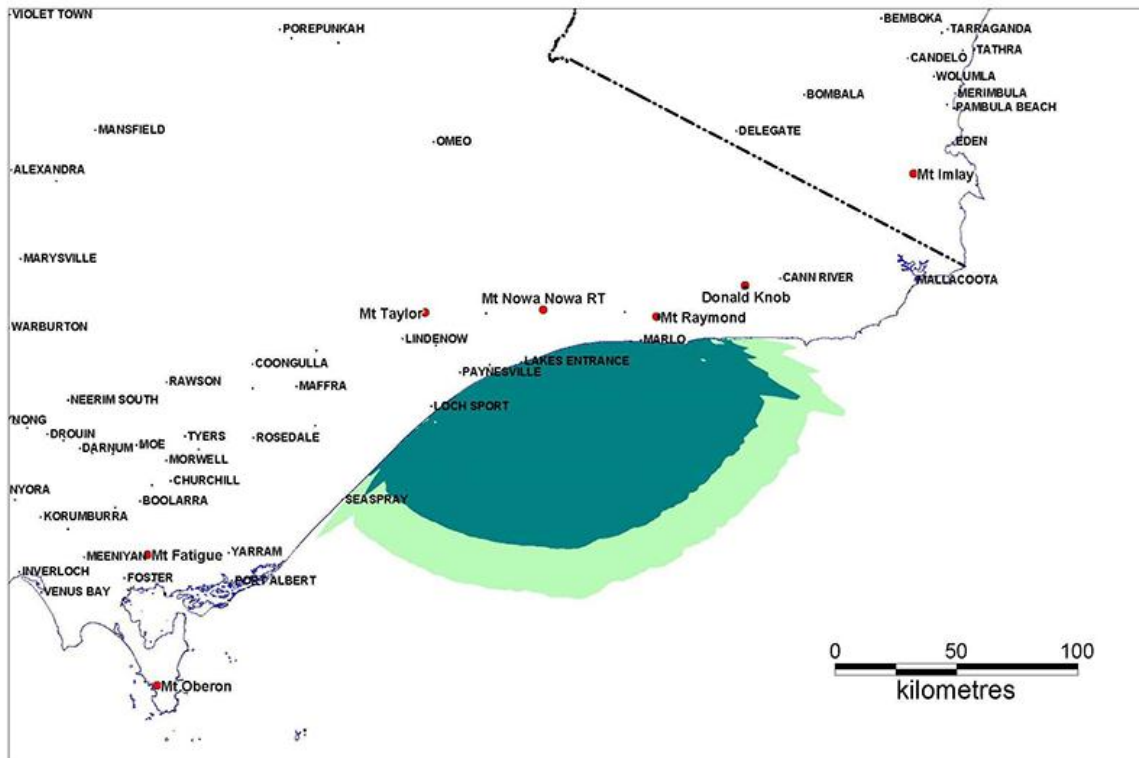 VIOLET TOWN
POREPUNKAH
BEMBOKA
TARRAGANDA
TATHRA
CANDELO
WOLUMLA
BOMBALA
MERIMBULA
PAMBULA BEACH
MANSFIELD
OMEO
DELEGATE
EDEN
ALEXANDRA
Mt Imlay
MARYSVILLE
CANN RIVER
MALLACOOTA
Mt Nowa Nowa RT
Donald Knob
Mt Taylor
Mt Raymond
WARBURTON
LINDENOW
MARLO
COONGULLA
LAKES ENTRANCE
PAYNESVILLE
RAWSON
MAFFRA
NEERIM SOUTH
LOCH SPORT
NONG
DROUIN
TYERS
ROSEDALE
DARNUM
MOE
MORWELL
CHURCHILL
NYORA
BOOLARRA
SEASPRAY
KORUMBURRA
MEENIYAN
Mt Fatigue
YARRAM
INVERLOCH
FOSTER
PORT ALBERT
VENUS BAY
Mt Oberon
0 50 100
kilometres